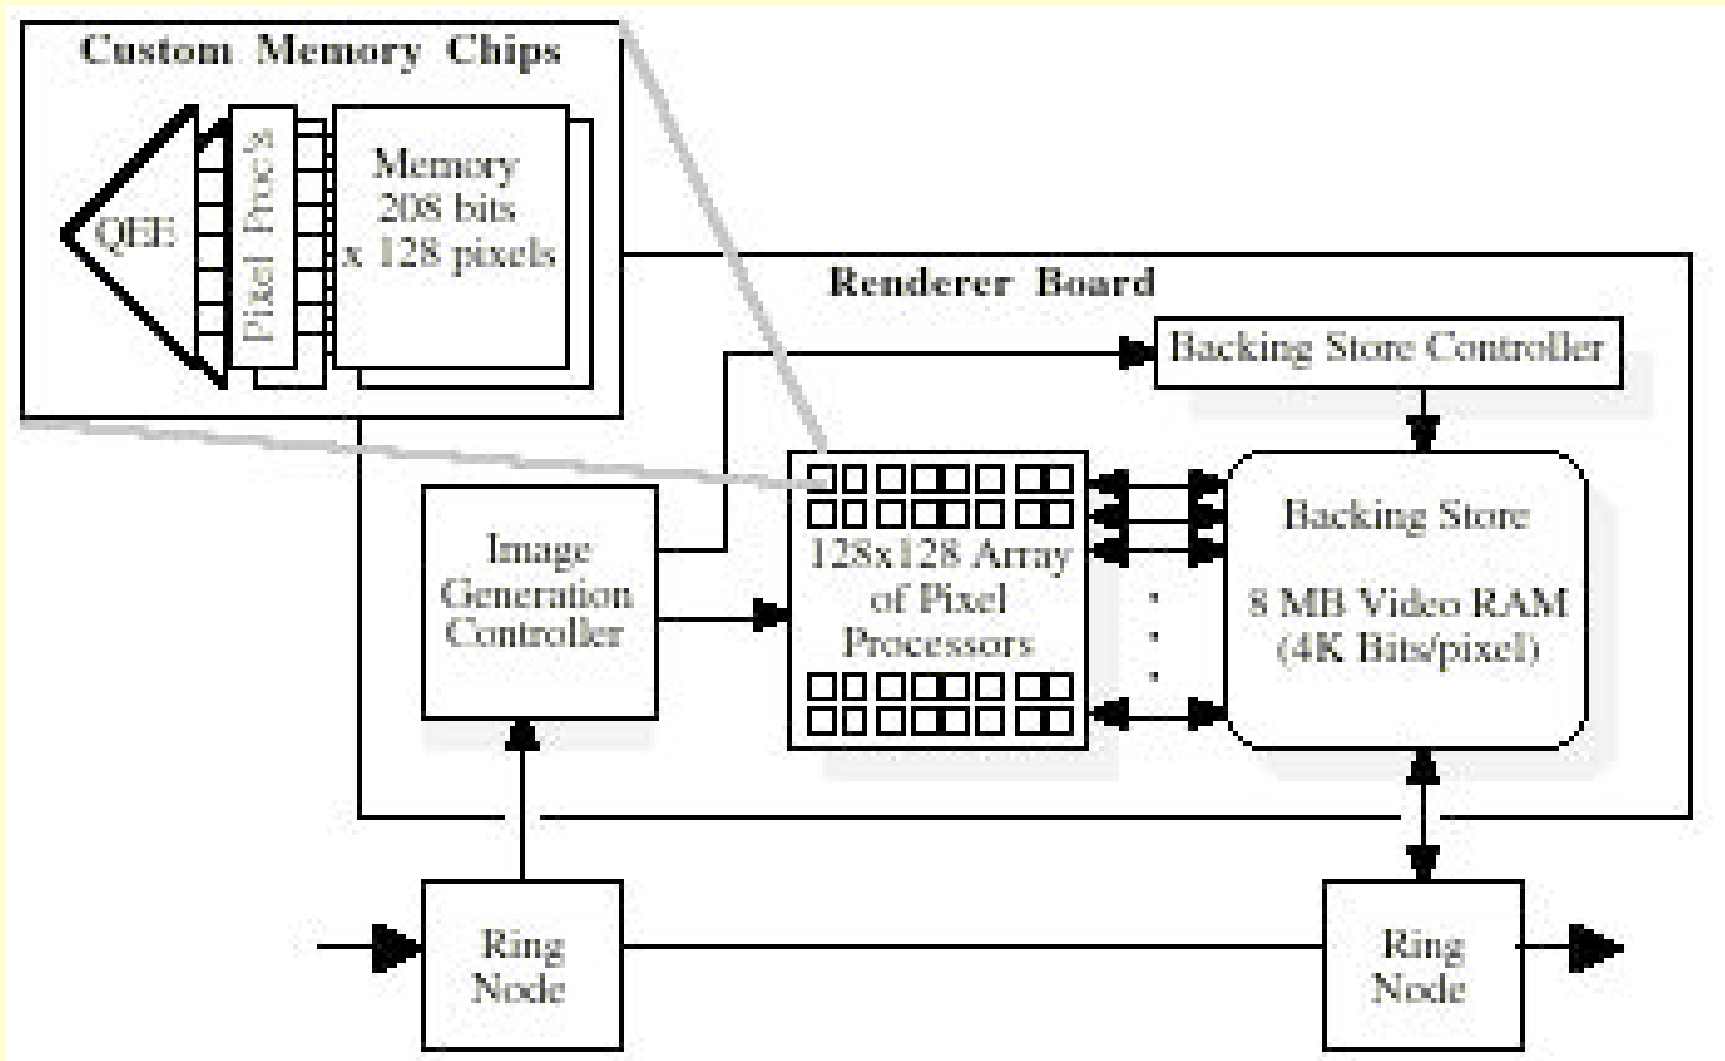 Custom Memory Chips
QEE
Pixel Proc's
Memory
208 bits
x 128 pixels
Renderer Board
Backing Store Controller
Image
Generation
Controller
128x128 Array
of Pixel
Processors
Backing Store
8 MB Video RAM
(4K Bits/pixel)
Ring
Node
Ring
Node